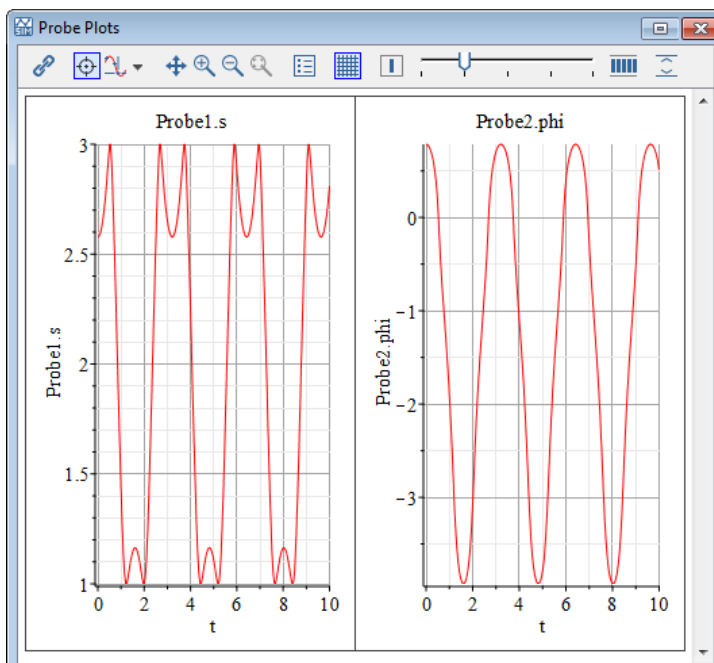 SIM
Probe Plots
Probe1.s
3
2.5
2
1.5
1
Probe1.s
0 2 4 6 8 10
t
Probe2.phi
0
−1
−2
−3
Probe2.phi
0 2 4 6 8 10
t